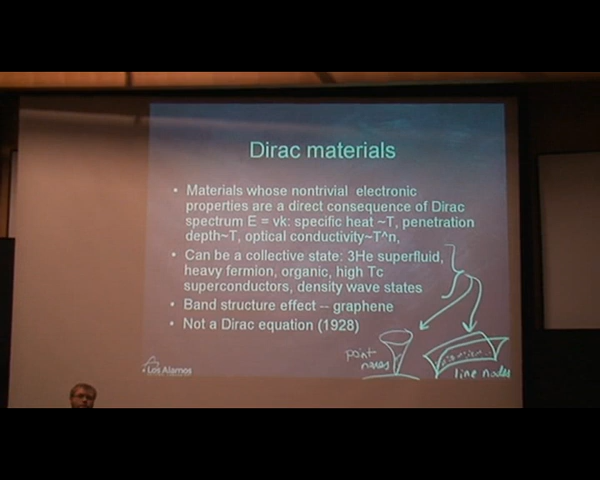 Dirac materials
• Materials whose nontrivial electronic
properties are a direct consequence of Dirac
spectrum E = vk: specific heat ~T, penetration
depth~T, optical conductivity~T^n,
• Can be a collective state: 3He superfluid,
heavy fermion, organic, high Tc
superconductors, density wave states
• Band structure effect -- graphene
• Not a Dirac equation (1928)
point
nodes
line nodes
Los Alamos